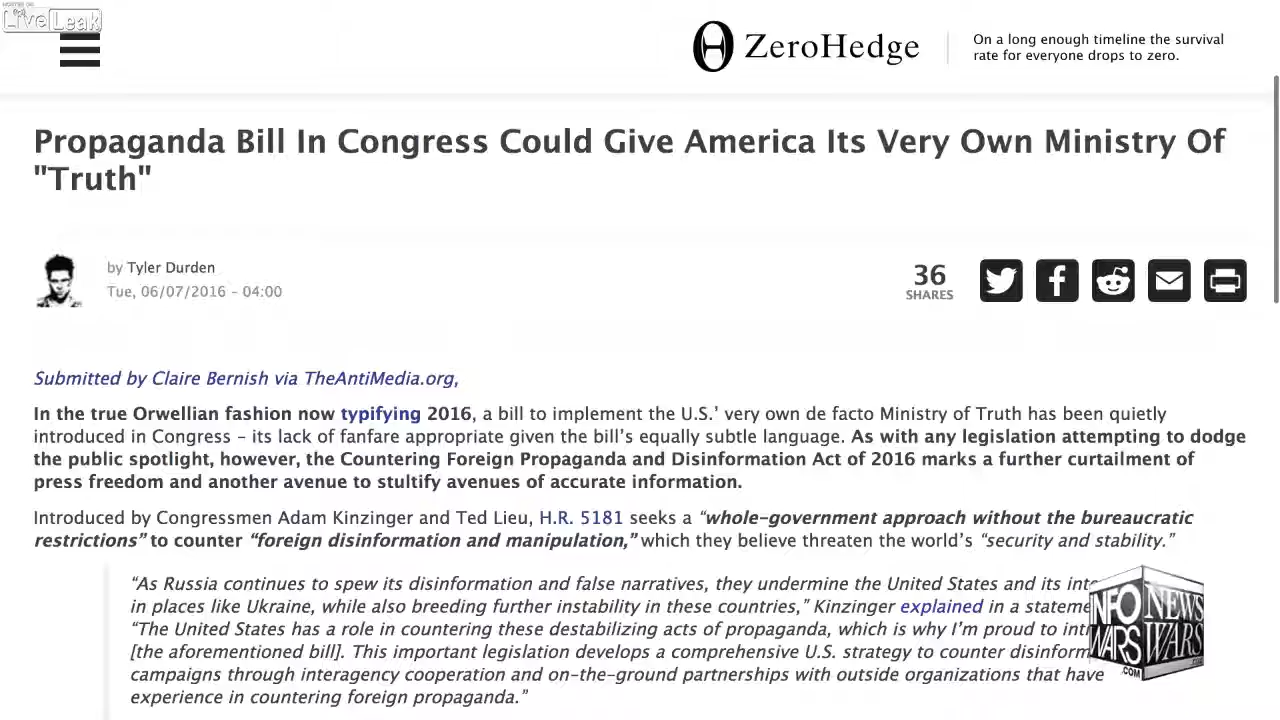 LiveLeak
ZeroHedge
On a long enough timeline the survival
rate for everyone drops to zero.
Propaganda Bill In Congress Could Give America Its Very Own Ministry Of
"Truth"
by Tyler Durden
Tue, 06/07/2016 - 04:00
36
SHARES
Submitted by Claire Bernish via TheAntiMedia.org,
In the true Orwellian fashion now typifying 2016, a bill to implement the U.S.’ very own de facto Ministry of Truth has been quietly
introduced in Congress – its lack of fanfare appropriate given the bill’s equally subtle language. As with any legislation attempting to dodge
the public spotlight, however, the Countering Foreign Propaganda and Disinformation Act of 2016 marks a further curtailment of
press freedom and another avenue to stultify avenues of accurate information.
Introduced by Congressmen Adam Kinzinger and Ted Lieu, H.R. 5181 seeks a “whole-government approach without the bureaucratic
restrictions” to counter “foreign disinformation and manipulation,” which they believe threaten the world’s “security and stability.”
“As Russia continues to spew its disinformation and false narratives, they undermine the United States and its
in places like Ukraine, while also breeding further instability in these countries,” Kinzinger explained in a
“The United States has a role in countering these destabilizing acts of propaganda, which is why I’m proud to
[the aforementioned bill]. This important legislation develops a comprehensive U.S. strategy to counter
campaigns through interagency cooperation and on-the-ground partnerships with outside organizations that have
experience in countering foreign propaganda.”
INFO NEWS
WARS WARS
.COM